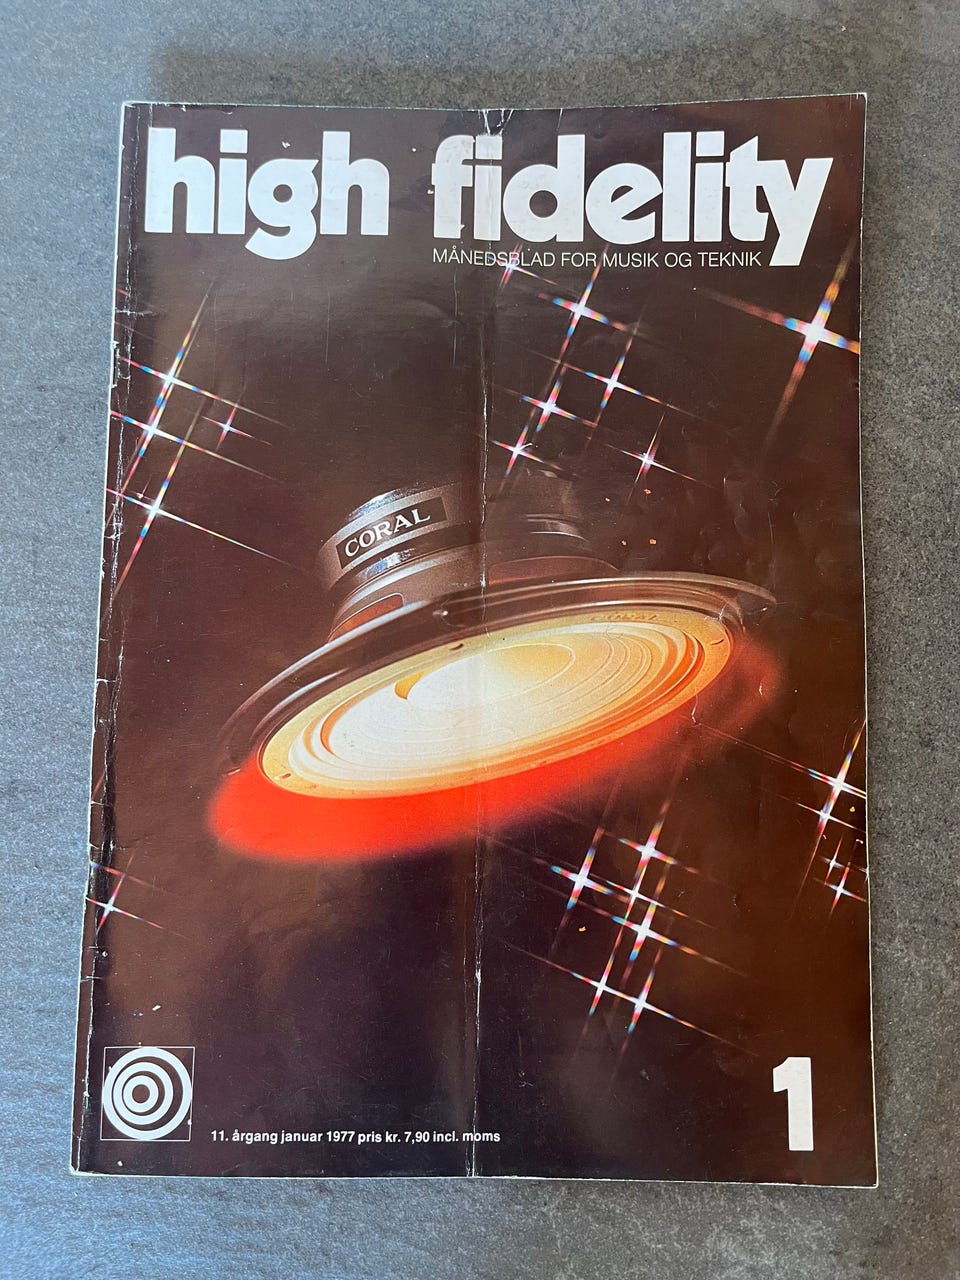 high fidelity
MÅNEDSBLAD FOR MUSIK OG TEKNIK
CORAL
CORAL
11. årgang januar 1977 pris kr. 7,90 incl. moms
1